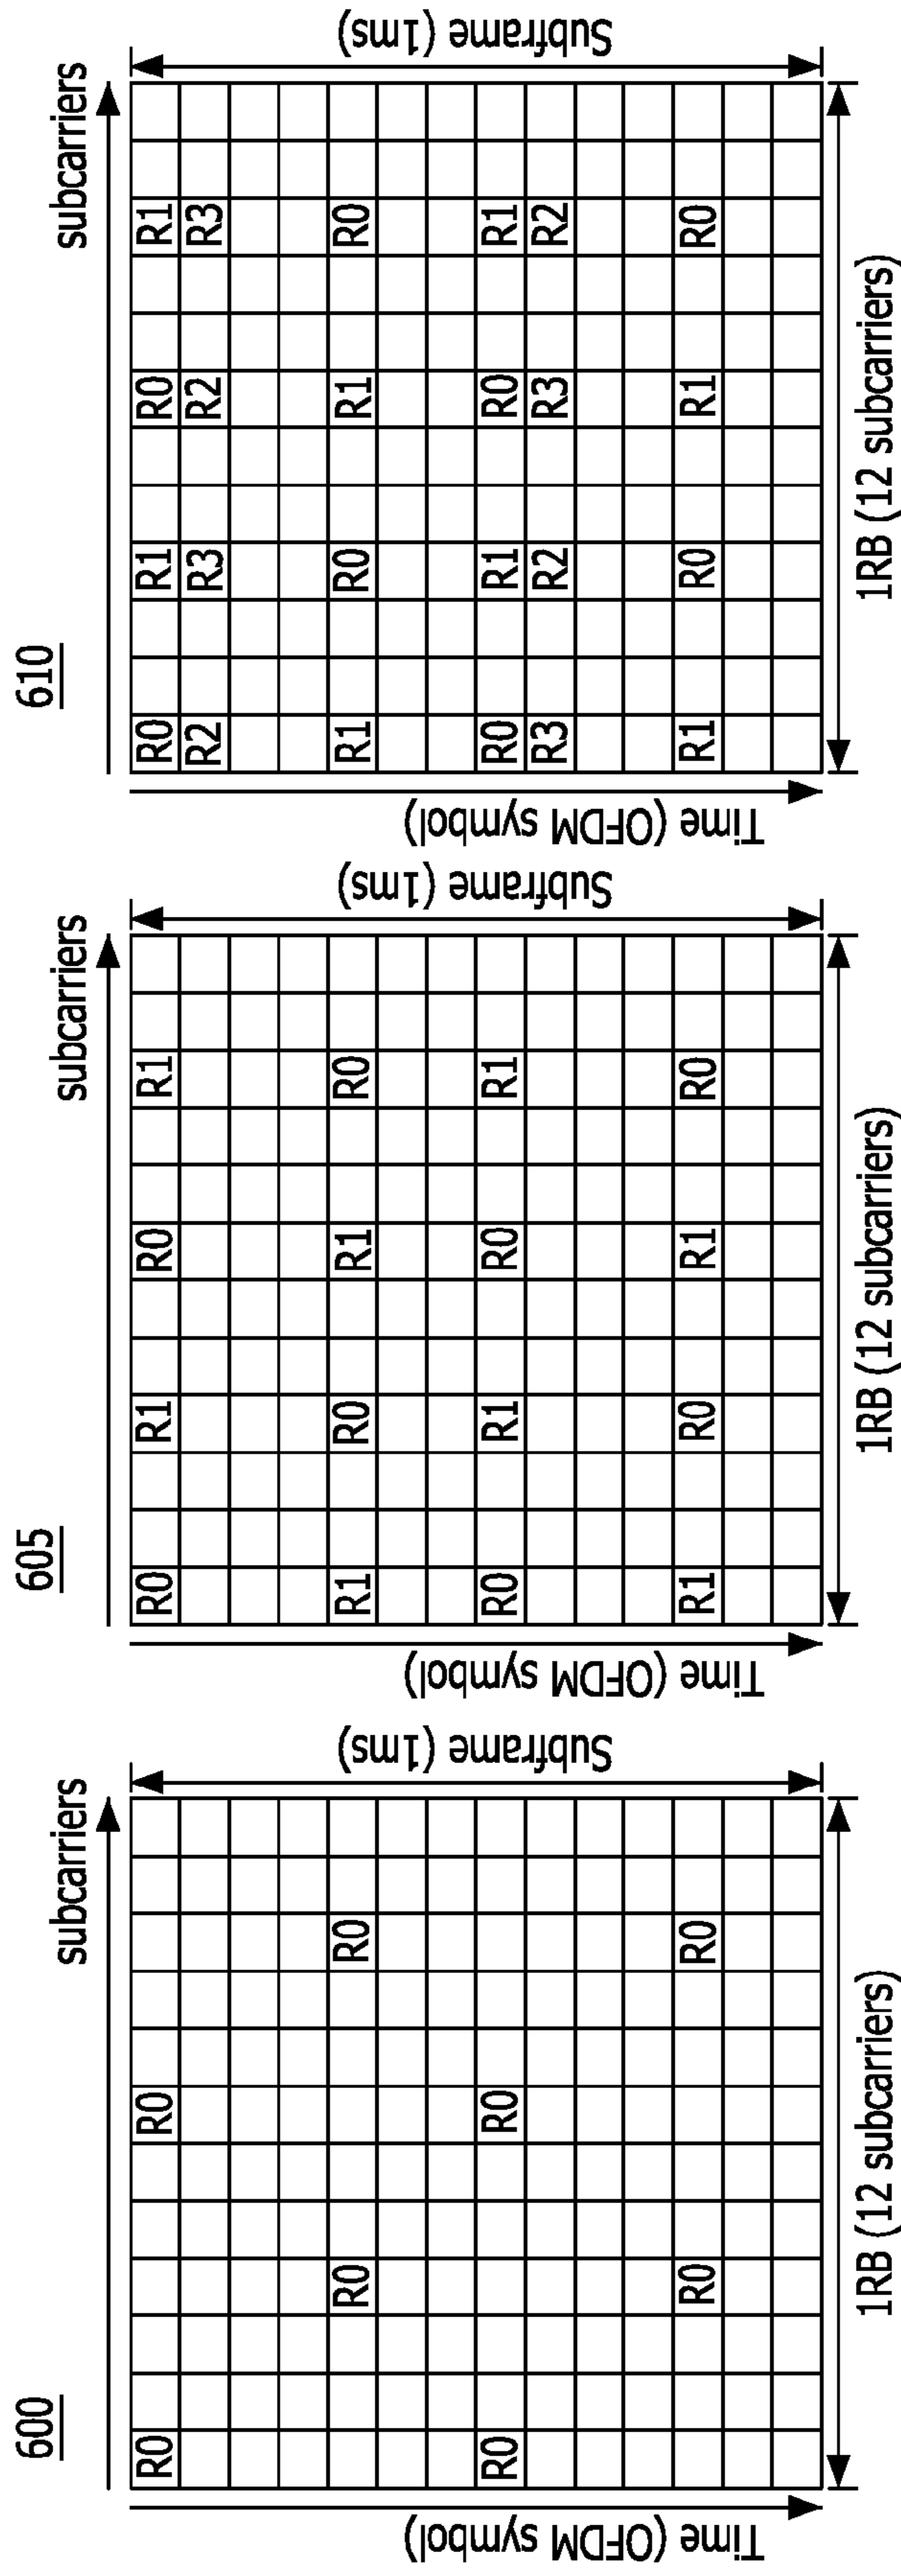 600
subcarriers
Time (OFDM symbol)
R0 R0
R0 R0
R0 R0
R0 R0
Subframe (1ms)
1RB (12 subcarriers)
605
subcarriers
Time (OFDM symbol)
R0 R1 R0 R1
R1 R0 R1 R0
R0 R1 R0 R1
R1 R0 R1 R0
Subframe (1ms)
1RB (12 subcarriers)
610
subcarriers
Time (OFDM symbol)
R0 R1 R0 R1
R2 R3 R2 R3
R1 R0 R1 R0
R0 R1 R0 R1
R3 R2 R3 R2
R1 R0 R1 R0
Subframe (1ms)
1RB (12 subcarriers)